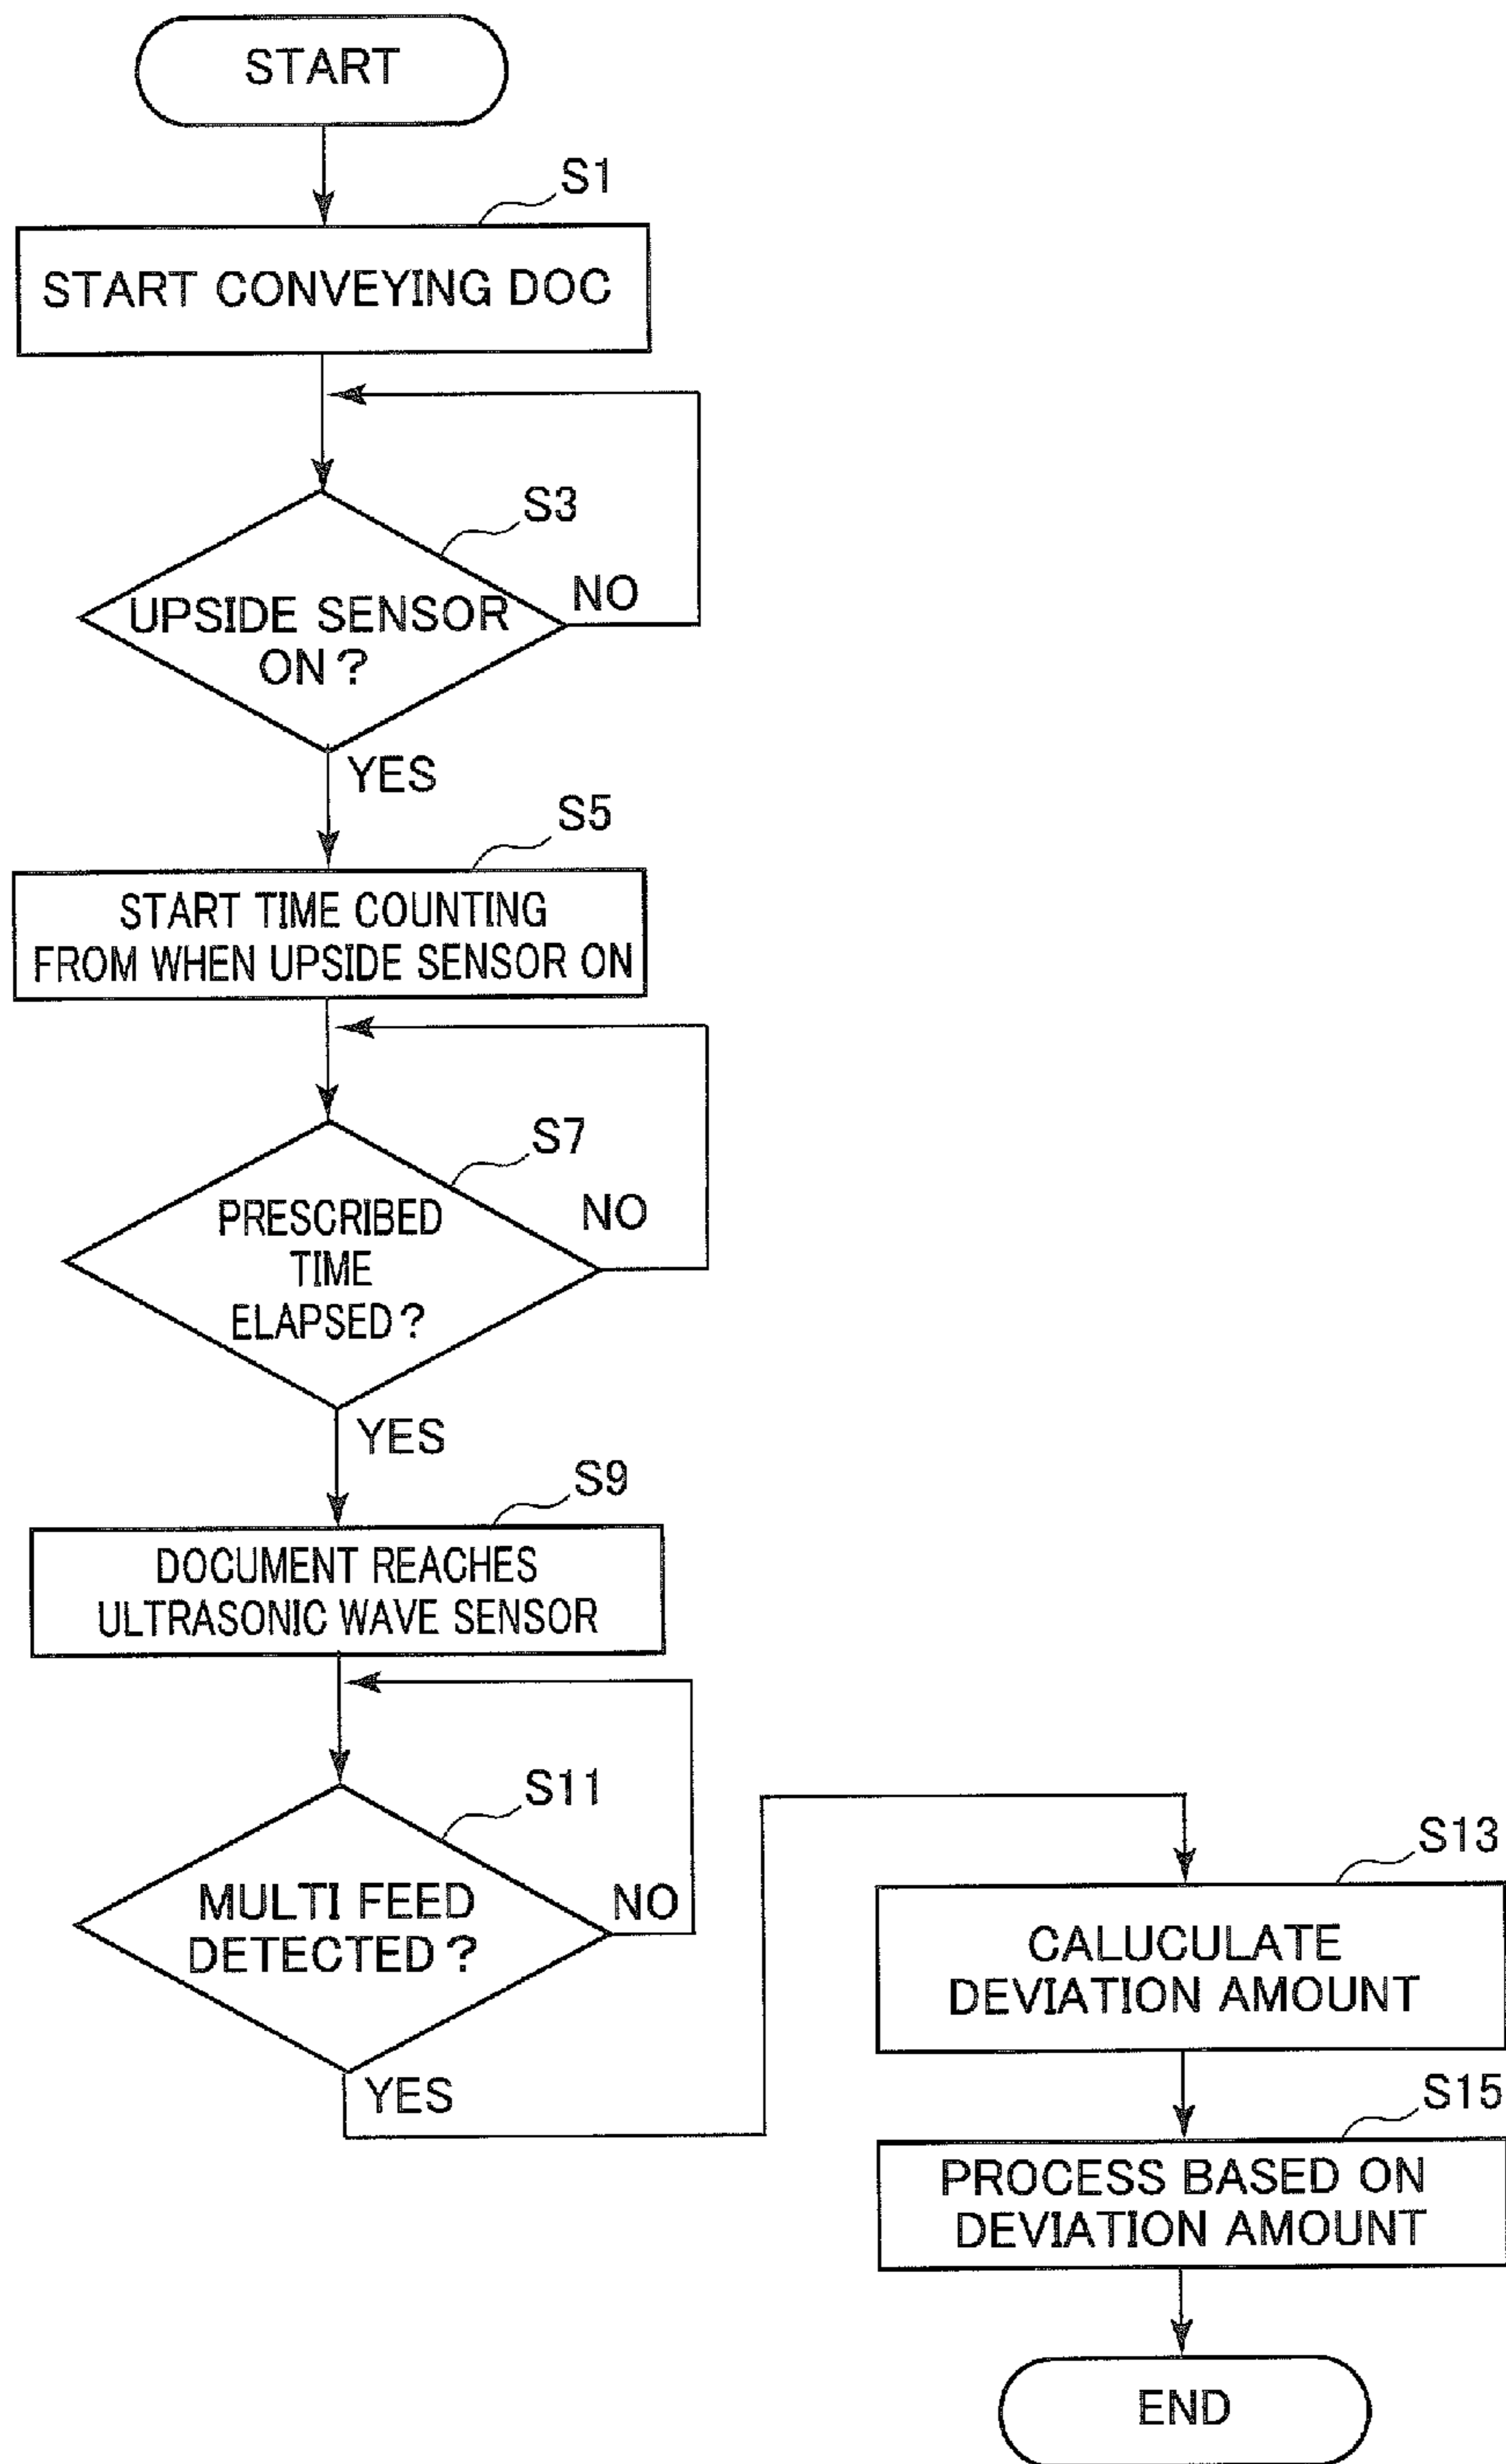 START
S1
START CONVEYING DOC
S3
UPSIDE SENSOR
ON?
NO
YES
S5
START TIME COUNTING
FROM WHEN UPSIDE SENSOR ON
S7
PRESCRIBED
TIME
ELAPSED?
NO
YES
S9
DOCUMENT REACHES
ULTRASONIC WAVE SENSOR
S11
MULTI FEED
DETECTED?
NO
YES
S13
CALUCULATE
DEVIATION AMOUNT
S15
PROCESS BASED ON
DEVIATION AMOUNT
END